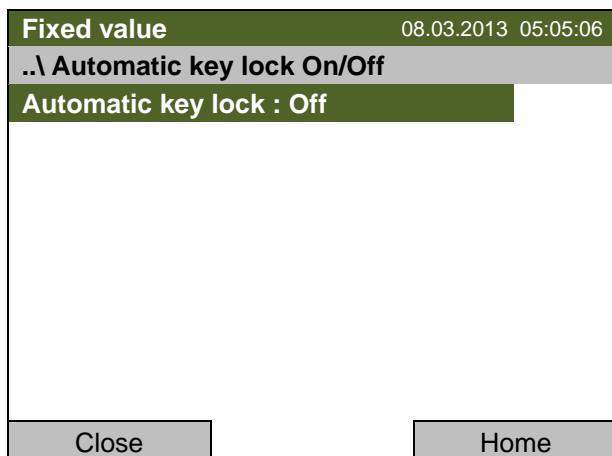 Fixed value 08.03.2013 05:05:06
..\ Automatic key lock On/Off
Automatic key lock : Off
Close Home